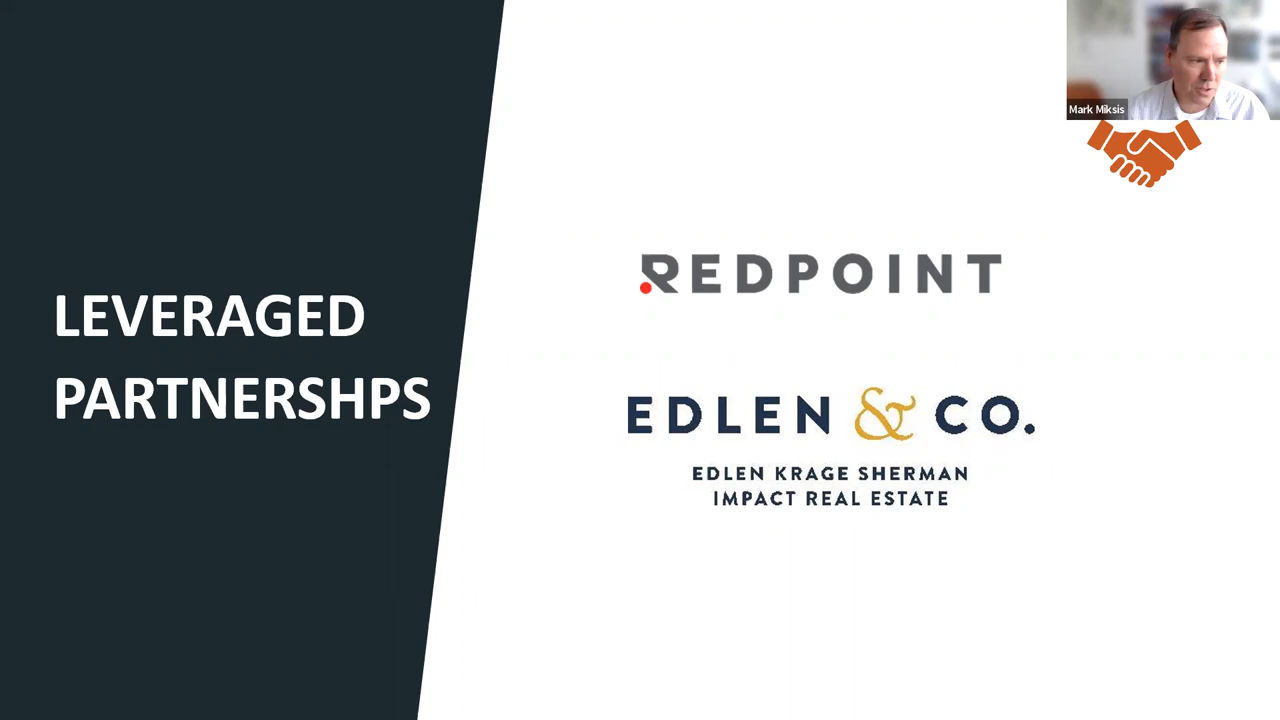 Mark Miksis
LEVERAGED
PARTNERSHPS
REDPOINT
EDLEN & CO.
EDLEN KRAGE SHERMAN
IMPACT REAL ESTATE